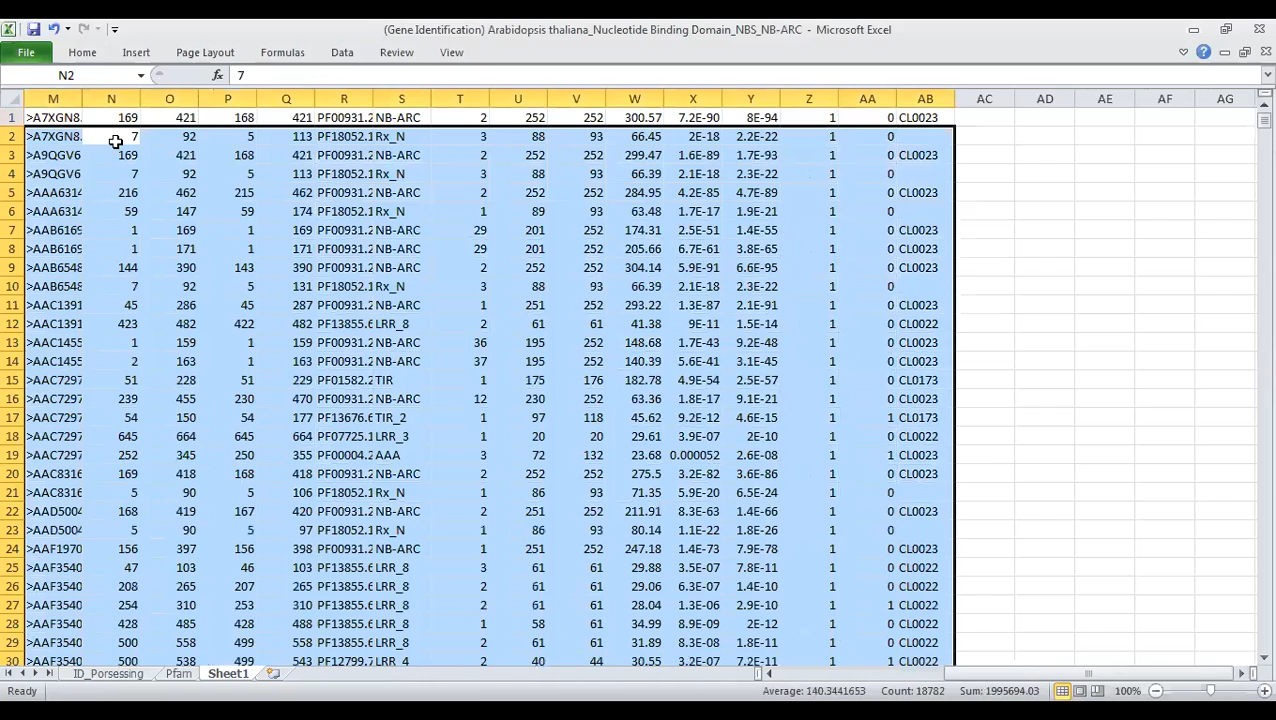 (Gene Identification) Arabidopsis thaliana_Nucleotide Binding Domain_NBS_NB-ARC - Microsoft Excel
File Home Insert Page Layout Formulas Data Review View
N2 fx 7
M N O P Q R S T U V W X Y Z AA AB AC AD AE AF AG
1 >A7XGN8. 169 421 168 421 PF00931.2 NB-ARC 2 252 252 300.57 7.2E-90 8E-94 1 0 CL0023
2 >A7XGN8. 7 92 5 113 PF18052.1 Rx_N 3 88 93 66.45 2E-18 2.2E-22 1 0
3 >A9QGV6 169 421 168 421 PF00931.2 NB-ARC 2 252 252 299.47 1.6E-89 1.7E-93 1 0 CL0023
4 >A9QGV6 7 92 5 113 PF18052.1 Rx_N 3 88 93 66.39 2.1E-18 2.3E-22 1 0
5 >AAA6314 216 462 215 462 PF00931.2 NB-ARC 2 252 252 284.95 4.2E-85 4.7E-89 1 0 CL0023
6 >AAA6314 59 147 59 174 PF18052.1 Rx_N 1 89 93 63.48 1.7E-17 1.9E-21 1 0
7 >AAB6169 1 169 1 169 PF00931.2 NB-ARC 29 201 252 174.31 2.5E-51 1.4E-55 1 0 CL0023
8 >AAB6169 1 171 1 171 PF00931.2 NB-ARC 29 201 252 205.66 6.7E-61 3.8E-65 1 0 CL0023
9 >AAB6548 144 390 143 390 PF00931.2 NB-ARC 2 252 252 304.14 5.9E-90 6.6E-94 1 0 CL0023
10 >AAB6548 7 92 5 131 PF18052.1 Rx_N 3 88 93 66.39 2.1E-18 2.3E-22 1 0
11 >AAC1391 45 286 45 287 PF00931.2 NB-ARC 1 251 252 293.22 1.3E-87 2.1E-91 1 0 CL0023
12 >AAC1391 423 482 422 482 PF13855.6 LRR_8 2 61 61 41.38 9E-11 1.5E-14 1 0 CL0022
13 >AAC1455 1 159 1 159 PF00931.2 NB-ARC 36 195 252 148.68 1.7E-43 9.2E-48 1 0 CL0023
14 >AAC1455 2 163 1 163 PF00931.2 NB-ARC 37 195 252 140.39 5.6E-41 3.1E-45 1 0 CL0023
15 >AAC7297 51 228 51 229 PF01582.2 TIR 1 175 176 182.78 4.9E-54 2.5E-57 1 0 CL0173
16 >AAC7297 239 455 230 470 PF00931.2 NB-ARC 12 230 252 63.36 1.8E-17 9.1E-21 1 0 CL0023
17 >AAC7297 54 150 54 177 PF13676.6 TIR_2 1 97 118 45.62 9.2E-12 4.6E-15 1 1 CL0173
18 >AAC7297 645 664 645 664 PF07725.1 LRR_3 1 20 20 29.61 3.9E-07 2E-10 1 0 CL0022
19 >AAC7297 252 345 250 355 PF00004.2 AAA 3 72 132 23.68 0.000052 2.6E-08 1 1 CL0023
20 >AAC8316 169 418 168 418 PF00931.2 NB-ARC 2 252 252 275.5 3.2E-82 3.6E-86 1 0 CL0023
21 >AAC8316 5 90 5 106 PF18052.1 Rx_N 1 86 93 71.35 5.9E-20 6.5E-24 1 0
22 >AAD5004 168 419 167 420 PF00931.2 NB-ARC 1 251 252 211.91 8.3E-63 1.4E-66 1 0 CL0023
23 >AAD5004 5 90 5 97 PF18052.1 Rx_N 1 86 93 80.14 1.1E-22 1.8E-26 1 0
24 >AAF1970 156 397 156 398 PF00931.2 NB-ARC 1 251 252 247.18 1.4E-73 7.9E-78 1 0 CL0023
25 >AAF3540 47 103 46 103 PF13855.6 LRR_8 3 61 61 29.88 3.5E-07 7.8E-11 1 0 CL0022
26 >AAF3540 208 265 207 265 PF13855.6 LRR_8 2 61 61 29.06 6.3E-07 1.4E-10 1 0 CL0022
27 >AAF3540 254 310 253 310 PF13855.6 LRR_8 2 61 61 28.04 1.3E-06 2.9E-10 1 1 CL0022
28 >AAF3540 428 485 428 488 PF13855.6 LRR_8 1 58 61 34.99 8.9E-09 2E-12 1 0 CL0022
29 >AAF3540 500 558 499 558 PF13855.6 LRR_8 2 61 61 31.89 8.3E-08 1.8E-11 1 0 CL0022
30 >AAF3540 500 538 499 543 PF12799.7 LRR_4 2 40 44 30.55 3.2E-07 7.2E-11 1 1 CL0022
ID_Porsessing Pfam Sheet1
Ready Average: 140.3441653 Count: 18782 Sum: 1995694.03 100%